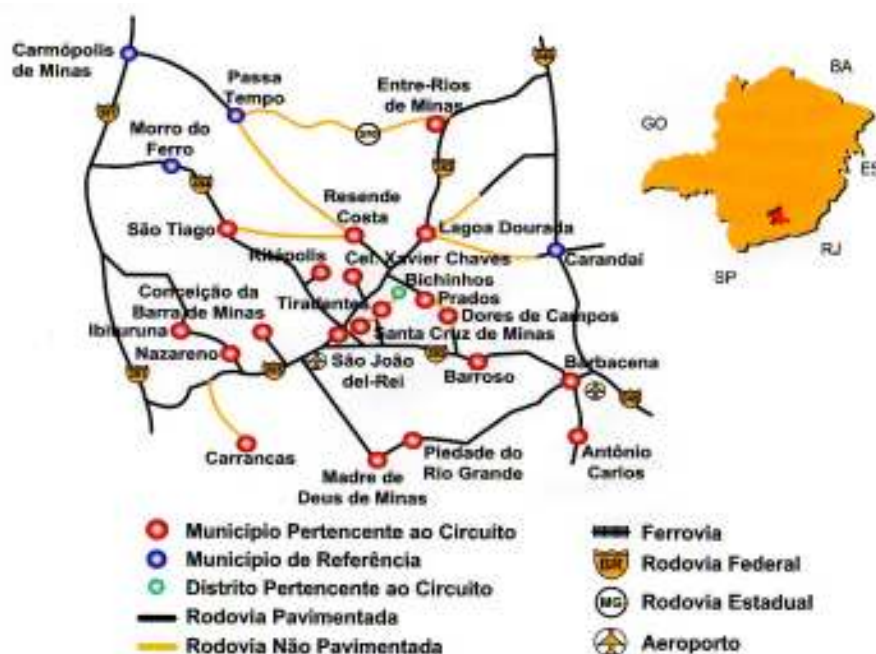 Carmópolis
de Minas
Passa
Tempo
Entre-Rios
de Minas
BA
Morro do
Ferro
GO
ES
Resende
Costa
São Tiago
Lagoa Dourada
RJ
SP
Ritápolis
Cel. Xavier Chaves
Carandaí
Bichinhos
Conceição da
Barra de Minas
Tiradentes
Prados
Dores de Campos
Ibituruna
Santa Cruz de Minas
Nazareno
São João
del-Rei
Barroso
Barbacena
Carrancas
Piedade do
Rio Grande
Antônio
Carlos
Madre de
Deus de Minas
Município Pertencente ao Circuito
Município de Referência
Distrito Pertencente ao Circuito
Rodovia Pavimentada
Rodovia Não Pavimentada
Ferrovia
BR
Rodovia Federal
MG
Rodovia Estadual
Aeroporto